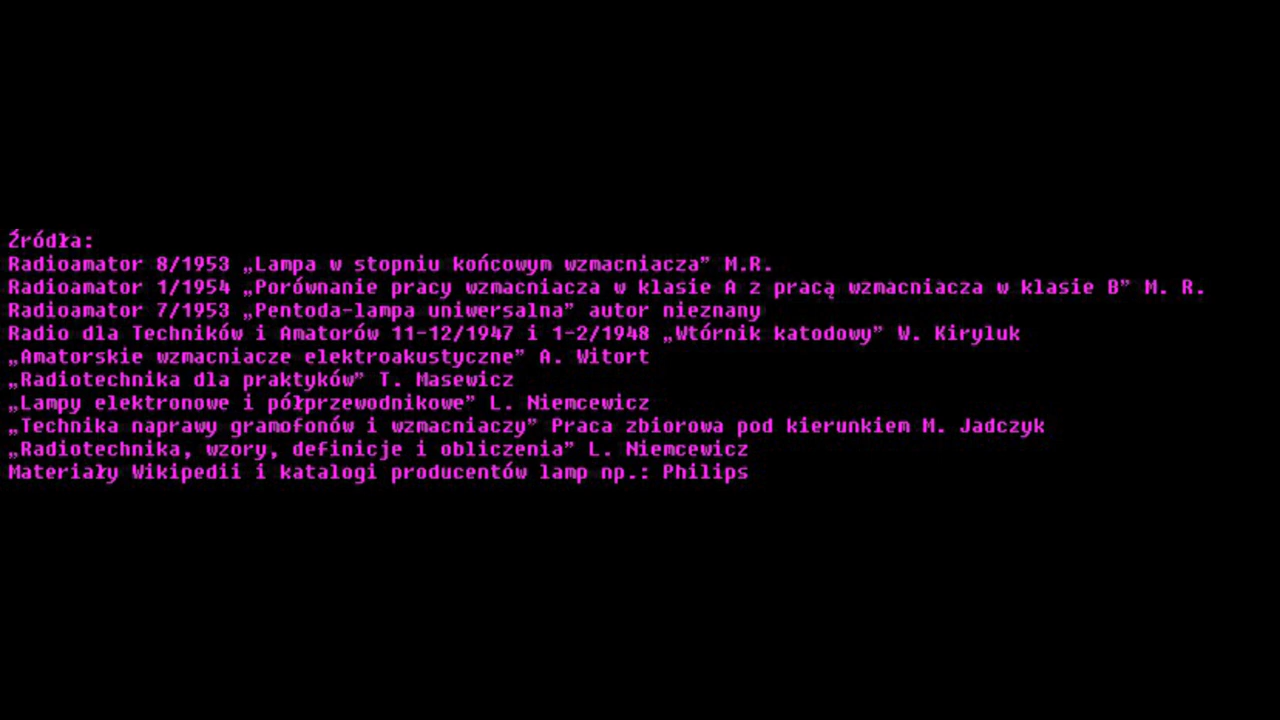 Źródła:
Radioamator 8/1953 „Lampa w stopniu końcowym wzmacniacza” M.R.
Radioamator 1/1954 „Porównanie pracy wzmacniacza w klasie A z pracą wzmacniacza w klasie B” M. R.
Radioamator 7/1953 „Pentoda-lampa uniwersalna” autor nieznany
Radio dla Techników i Amatorów 11-12/1947 i 1-2/1948 „Wtórnik katodowy” W. Kiryluk
„Amatorskie wzmacniacze elektroakustyczne” A. Witort
„Radiotechnika dla praktyków” T. Masewicz
„Lampy elektronowe i półprzewodnikowe” L. Niemcewicz
„Technika naprawy gramofonów i wzmacniaczy” Praca zbiorowa pod kierunkiem M. Jadczyk
„Radiotechnika, wzory, definicje i obliczenia” L. Niemcewicz
Materiały Wikipedii i katalogi producentów lamp np.: Philips